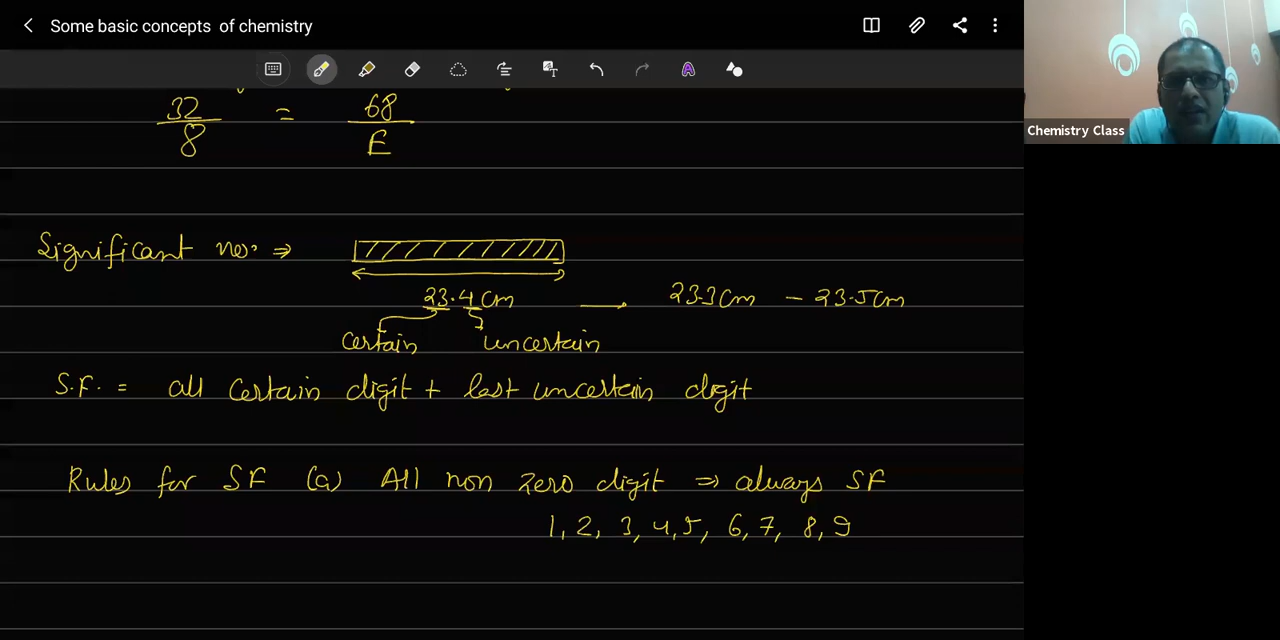 Some basic concepts of chemistry
Chemistry Class
32 = 68
8 E
Significant no. ⇒
23.4 cm → 23.3 cm – 23.5 cm
certain uncertain
S.F. = all certain digit + last uncertain digit
Rules for SF (a) All non zero digit ⇒ always SF
1, 2, 3, 4, 5, 6, 7, 8, 9